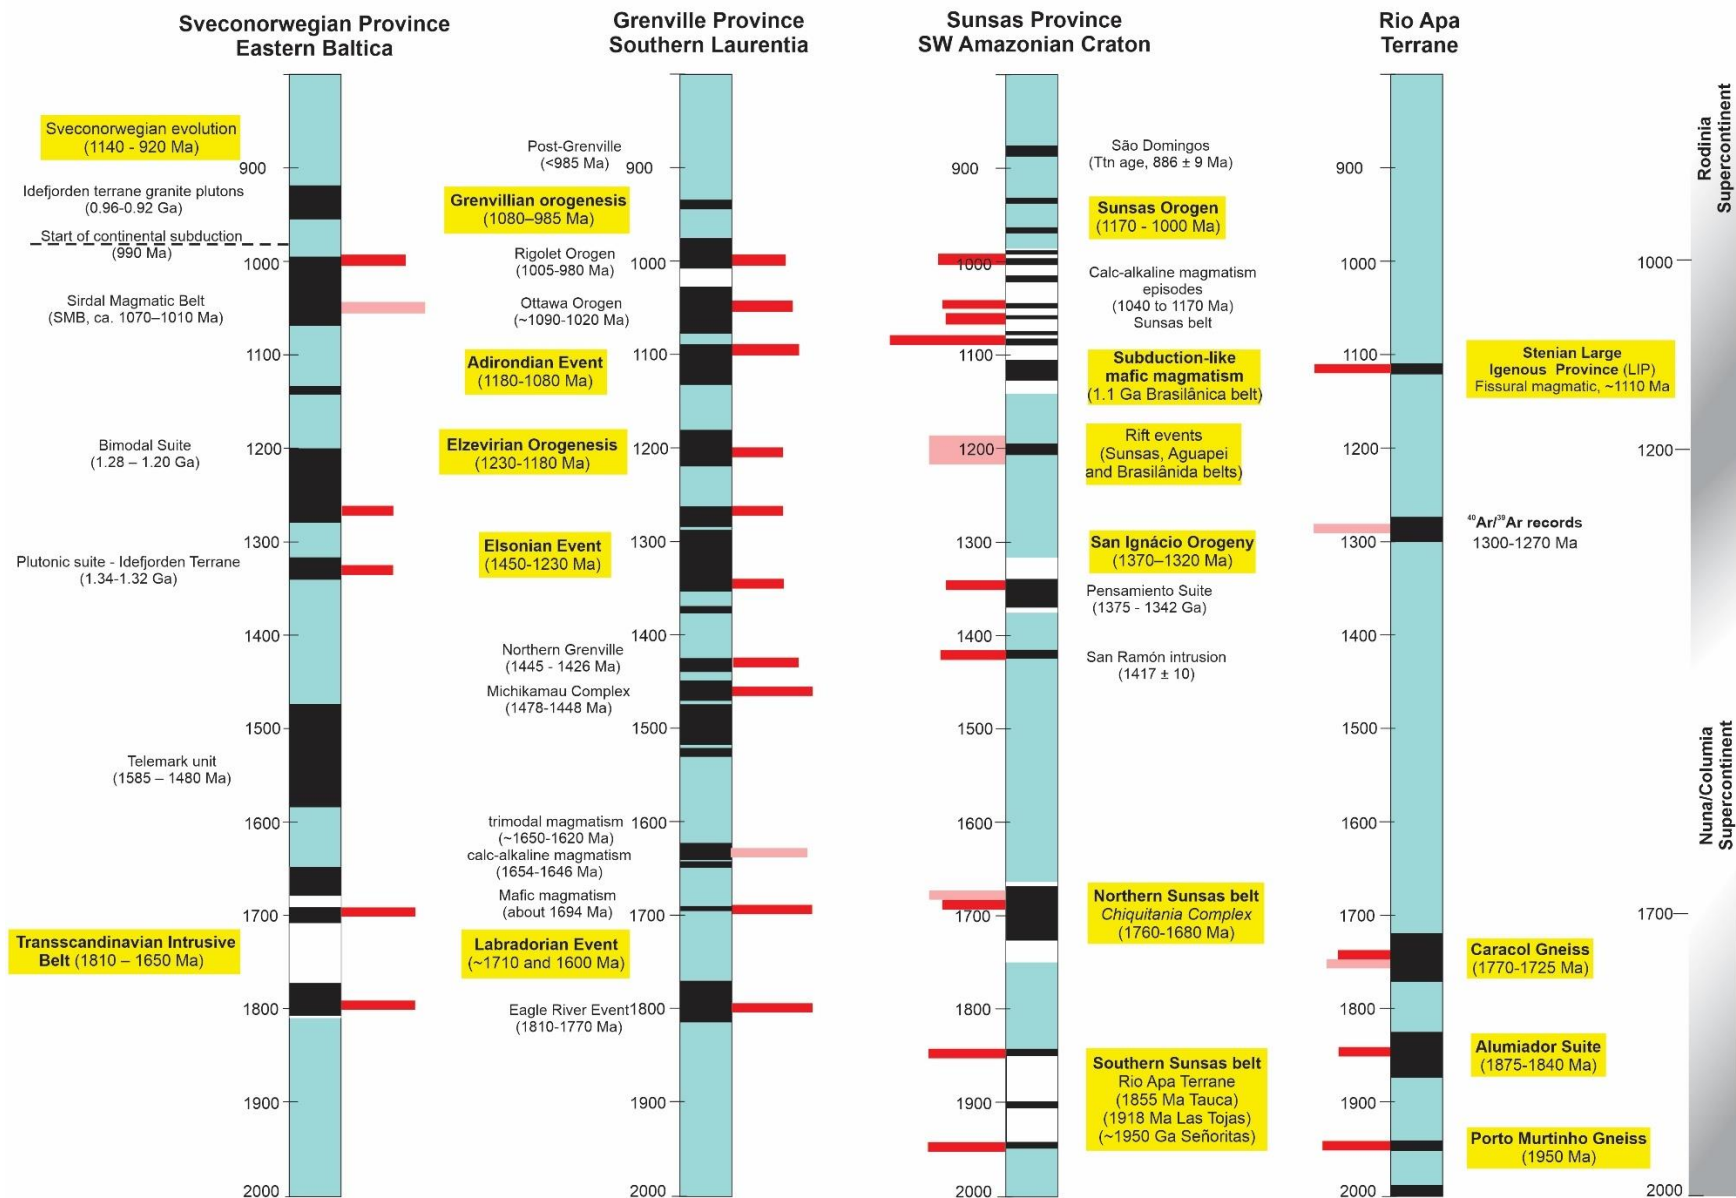 Sveconorwegian Province
Eastern Baltica
Sveconorwegian evolution
(1140 - 920 Ma)
900
Idefjorden terrane granite plutons
(0.96-0.92 Ga)
Start of continental subduction
(990 Ma)
1000
Sirdal Magmatic Belt
(SMB, ca. 1070–1010 Ma)
1100
Bimodal Suite
(1.28 – 1.20 Ga)
1200
1300
Plutonic suite - Idefjorden Terrane
(1.34-1.32 Ga)
1400
1500
Telemark unit
(1585 – 1480 Ma)
1600
1700
Transscandinavian Intrusive
Belt (1810 – 1650 Ma)
1800
1900
2000
Grenville Province
Southern Laurentia
Post-Grenville
(<985 Ma)
900
Grenvillian orogenesis
(1080–985 Ma)
Rigolet Orogen
(1005-980 Ma)
1000
Ottawa Orogen
(~1090-1020 Ma)
1100
Adirondian Event
(1180-1080 Ma)
Elzevirian Orogenesis
(1230-1180 Ma)
1200
Elsonian Event
(1450-1230 Ma)
1300
1400
Northern Grenville
(1445 - 1426 Ma)
Michikamau Complex
(1478-1448 Ma)
1500
trimodal magmatism
(~1650-1620 Ma)
1600
calc-alkaline magmatism
(1654-1646 Ma)
Mafic magmatism
(about 1694 Ma)
1700
Labradorian Event
(~1710 and 1600 Ma)
Eagle River Event
(1810-1770 Ma)
1800
1900
2000
Sunsas Province
SW Amazonian Craton
900
1000
1100
1200
1300
1400
1500
1600
1700
1800
1900
2000
São Domingos
(Ttn age, 886 ± 9 Ma)
Sunsas Orogen
(1170 - 1000 Ma)
Calc-alkaline magmatism
episodes
(1040 to 1170 Ma)
Sunsas belt
Subduction-like
mafic magmatism
(1.1 Ga Brasilânica belt)
Rift events
(Sunsas, Aguapei
and Brasilânida belts)
San Ignácio Orogeny
(1370–1320 Ma)
Pensamiento Suite
(1375 - 1342 Ga)
San Ramón intrusion
(1417 ± 10)
Northern Sunsas belt
Chiquitania Complex
(1760-1680 Ma)
Southern Sunsas belt
Rio Apa Terrane
(1855 Ma Tauca)
(1918 Ma Las Tojas)
(~1950 Ga Señoritas)
Rio Apa
Terrane
900
1000
1100
1200
1300
1400
1500
1600
1700
1800
1900
2000
Stenian Large
Igenous Province (LIP)
Fissural magmatic, ~1110 Ma
⁴⁰Ar/³⁹Ar records
1300-1270 Ma
Caracol Gneiss
(1770-1725 Ma)
Alumiador Suite
(1875-1840 Ma)
Porto Murtinho Gneiss
(1950 Ma)
1000
1200
1700
2000
Rodinia
Supercontinent
Nuna/Columia
Supercontinent